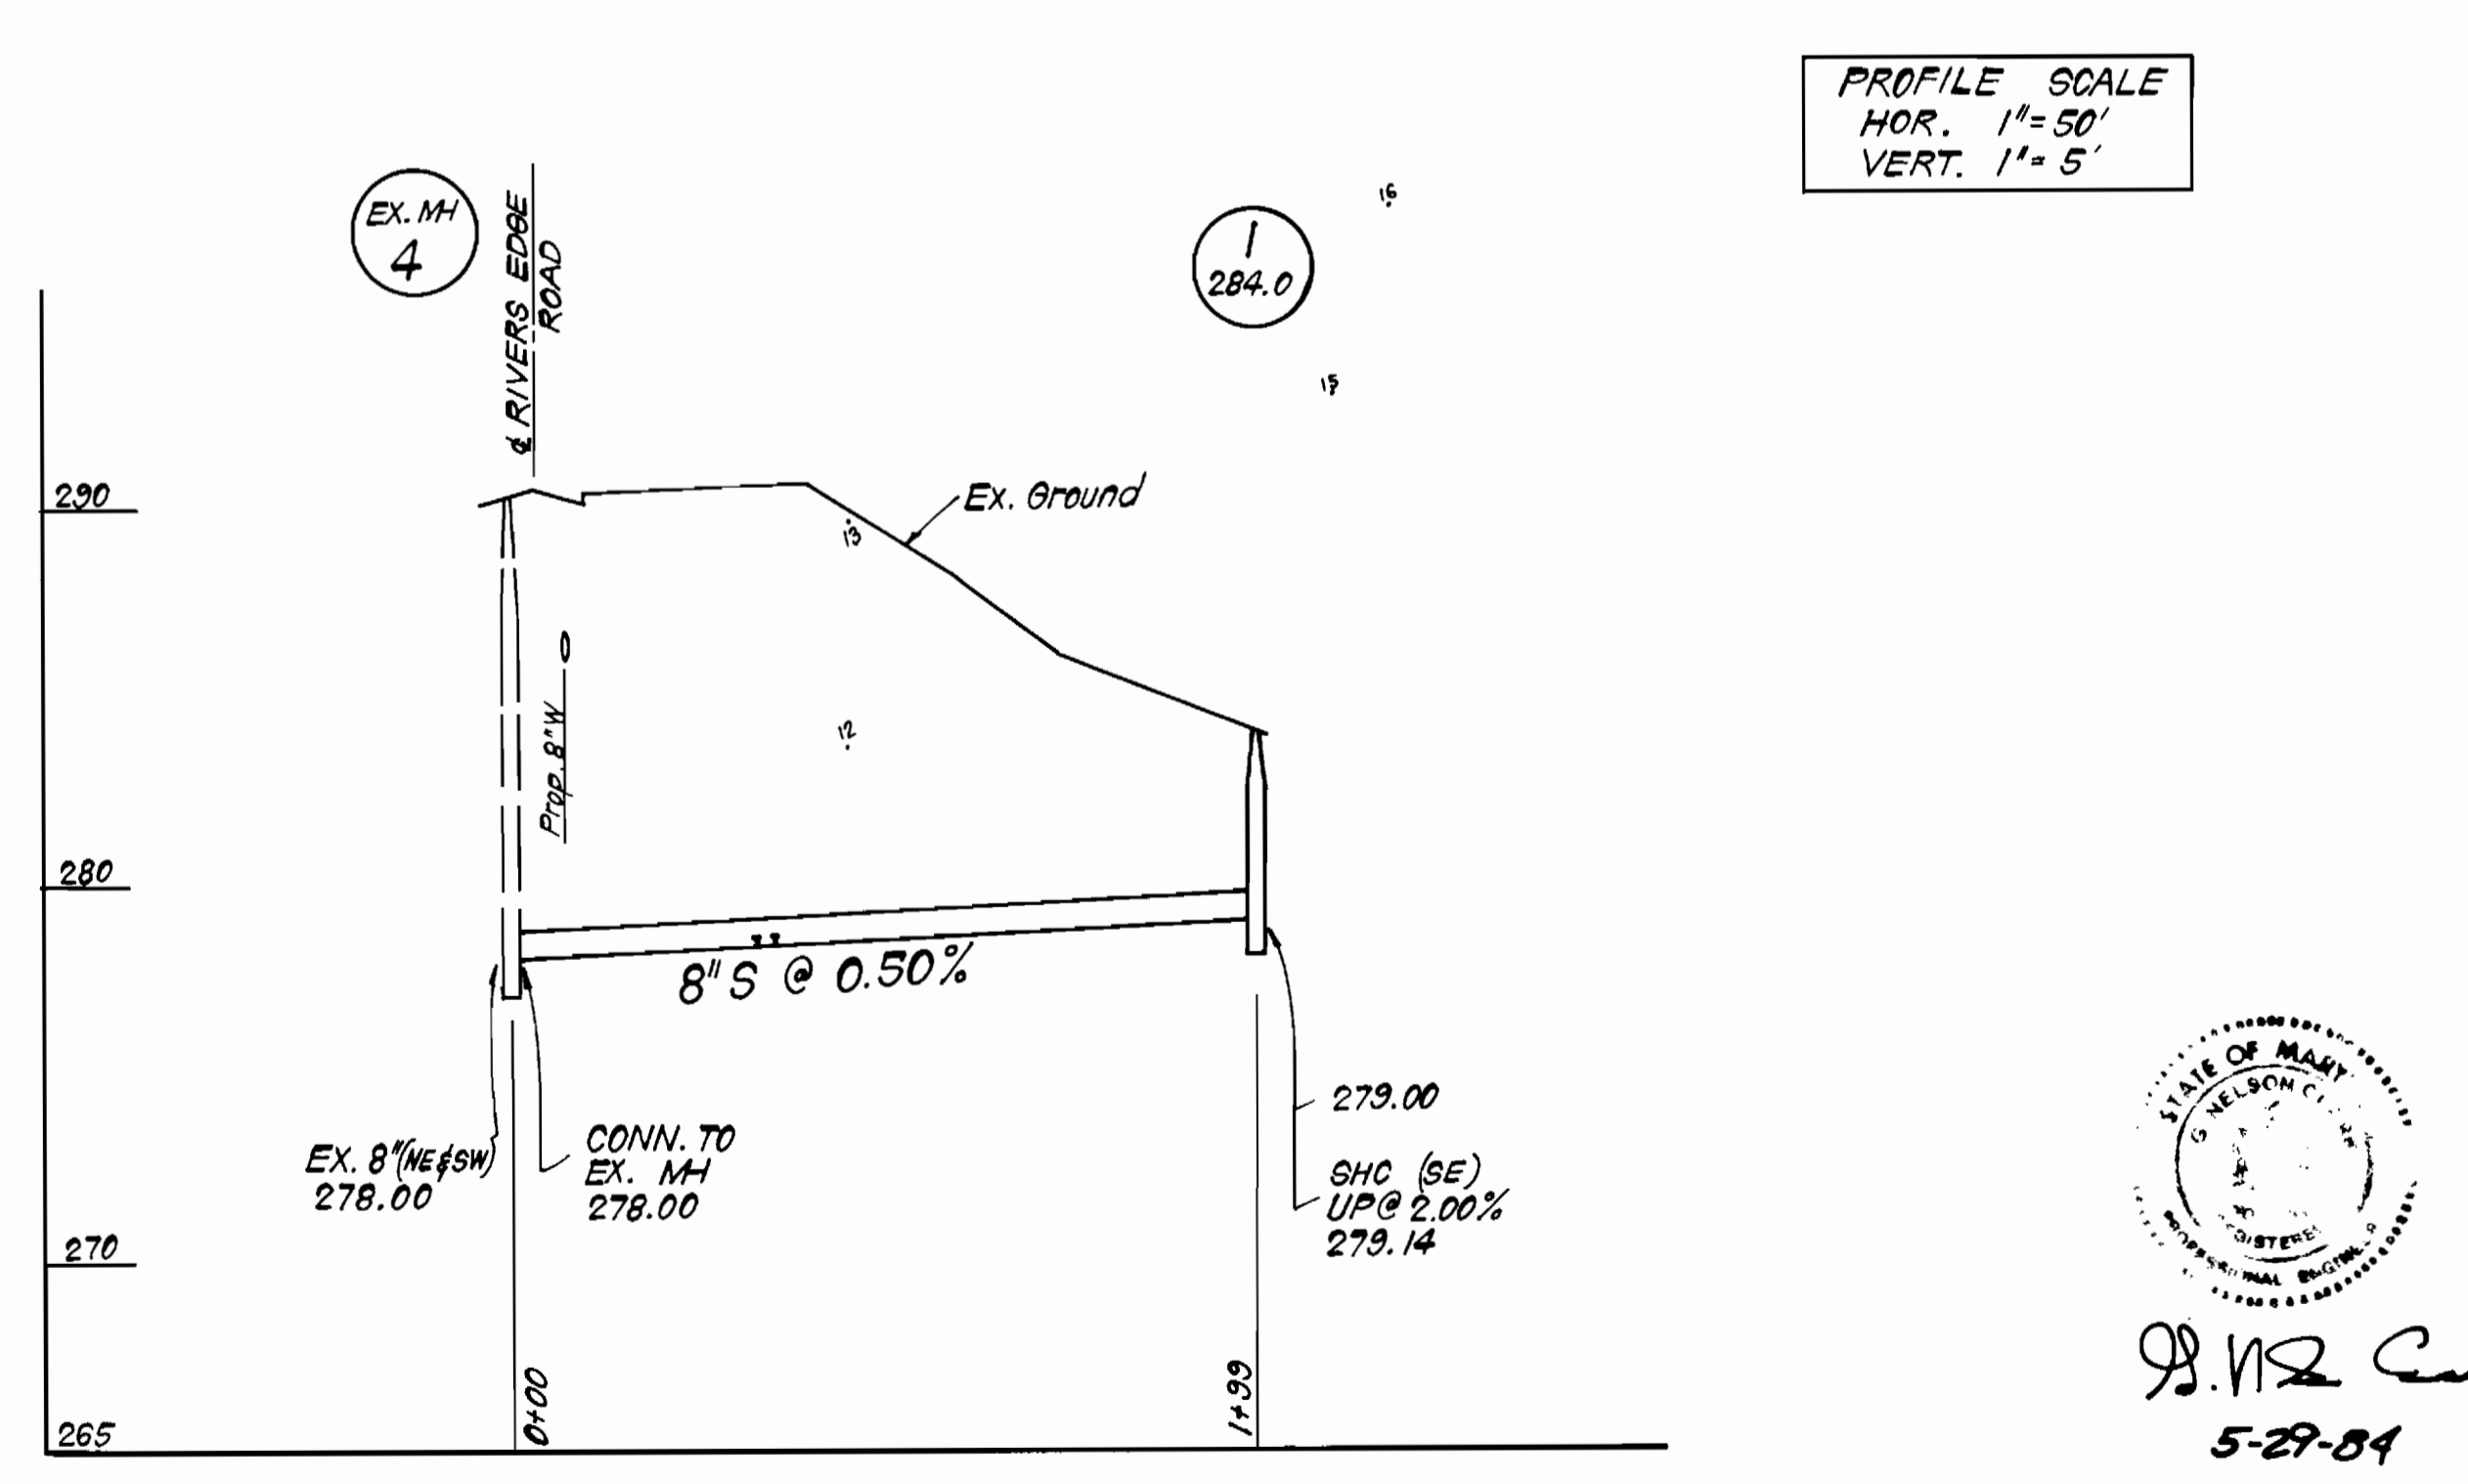 PROFILE SCALE
HOR. 1"=50'
VERT. 1"= 5'
EX. MH
4
℄ RIVERS EDGE
ROAD
1
284.0
16
15
290
Ex. Ground
13
Prop. 8"W
12
280
8"S @ 0.50%
EX. 8"(NE&SW)
278.00
CONN. TO
EX. MH
278.00
279.00
SHC (SE)
UP@ 2.00%
279.14
270
0+00
1+99
265
STATE OF MARY
NELSON C
PROFESSIONAL ENGINEER
5-29-84